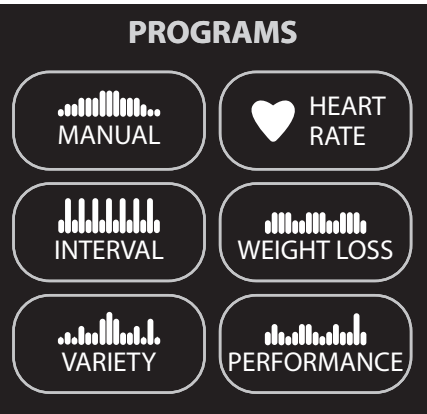 PROGRAMS
MANUAL
HEART
RATE
INTERVAL
WEIGHT LOSS
VARIETY
PERFORMANCE